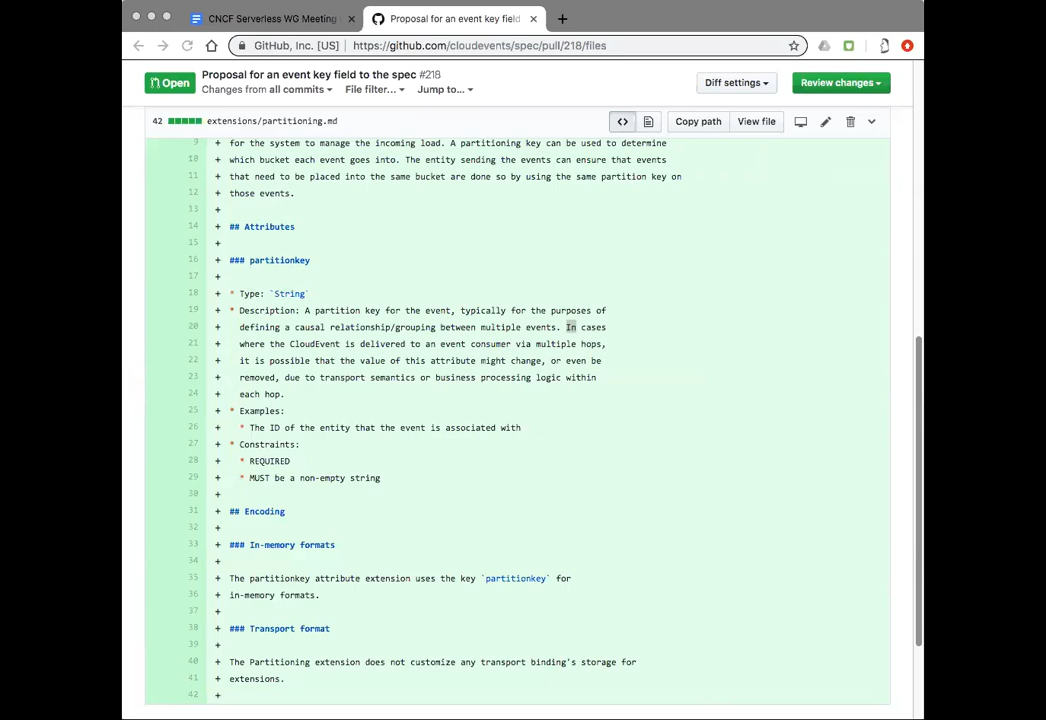 CNCF Serverless WG Meeting
Proposal for an event key field
GitHub, Inc. [US] | https://github.com/cloudevents/spec/pull/218/files
Open
Proposal for an event key field to the spec #218
Changes from all commits
File filter...
Jump to...
Diff settings
Review changes
42 extensions/partitioning.md
Copy path
View file
9 + for the system to manage the incoming load. A partitioning key can be used to determine
10 + which bucket each event goes into. The entity sending the events can ensure that events
11 + that need to be placed into the same bucket are done so by using the same partition key on
12 + those events.
13 +
14 + ## Attributes
15 +
16 + ### partitionkey
17 +
18 + * Type: `String`
19 + * Description: A partition key for the event, typically for the purposes of
20 + defining a causal relationship/grouping between multiple events. In cases
21 + where the CloudEvent is delivered to an event consumer via multiple hops,
22 + it is possible that the value of this attribute might change, or even be
23 + removed, due to transport semantics or business processing logic within
24 + each hop.
25 + * Examples:
26 + * The ID of the entity that the event is associated with
27 + * Constraints:
28 + * REQUIRED
29 + * MUST be a non-empty string
30 +
31 + ## Encoding
32 +
33 + ### In-memory formats
34 +
35 + The partitionkey attribute extension uses the key `partitionkey` for
36 + in-memory formats.
37 +
38 + ### Transport format
39 +
40 + The Partitioning extension does not customize any transport binding's storage for
41 + extensions.
42 +